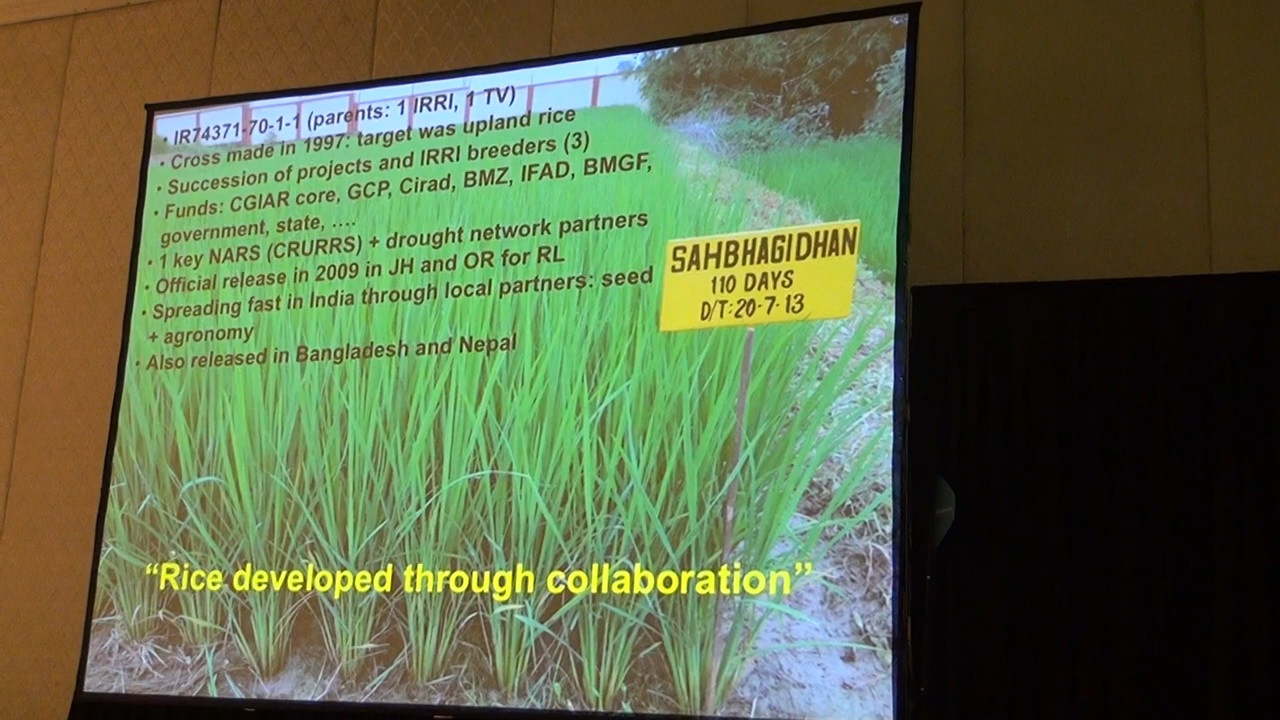 • IR74371-70-1-1 (parents: 1 IRRI, 1 TV)
• Cross made in 1997: target was upland rice
• Succession of projects and IRRI breeders (3)
• Funds: CGIAR core, GCP, Cirad, BMZ, IFAD, BMGF,
government, state, ....
• 1 key NARS (CRURRS) + drought network partners
• Official release in 2009 in JH and OR for RL
• Spreading fast in India through local partners: seed
+ agronomy
• Also released in Bangladesh and Nepal
SAHBHAGI DHAN
110 DAYS
D/T:20-7-13
“Rice developed through collaboration”